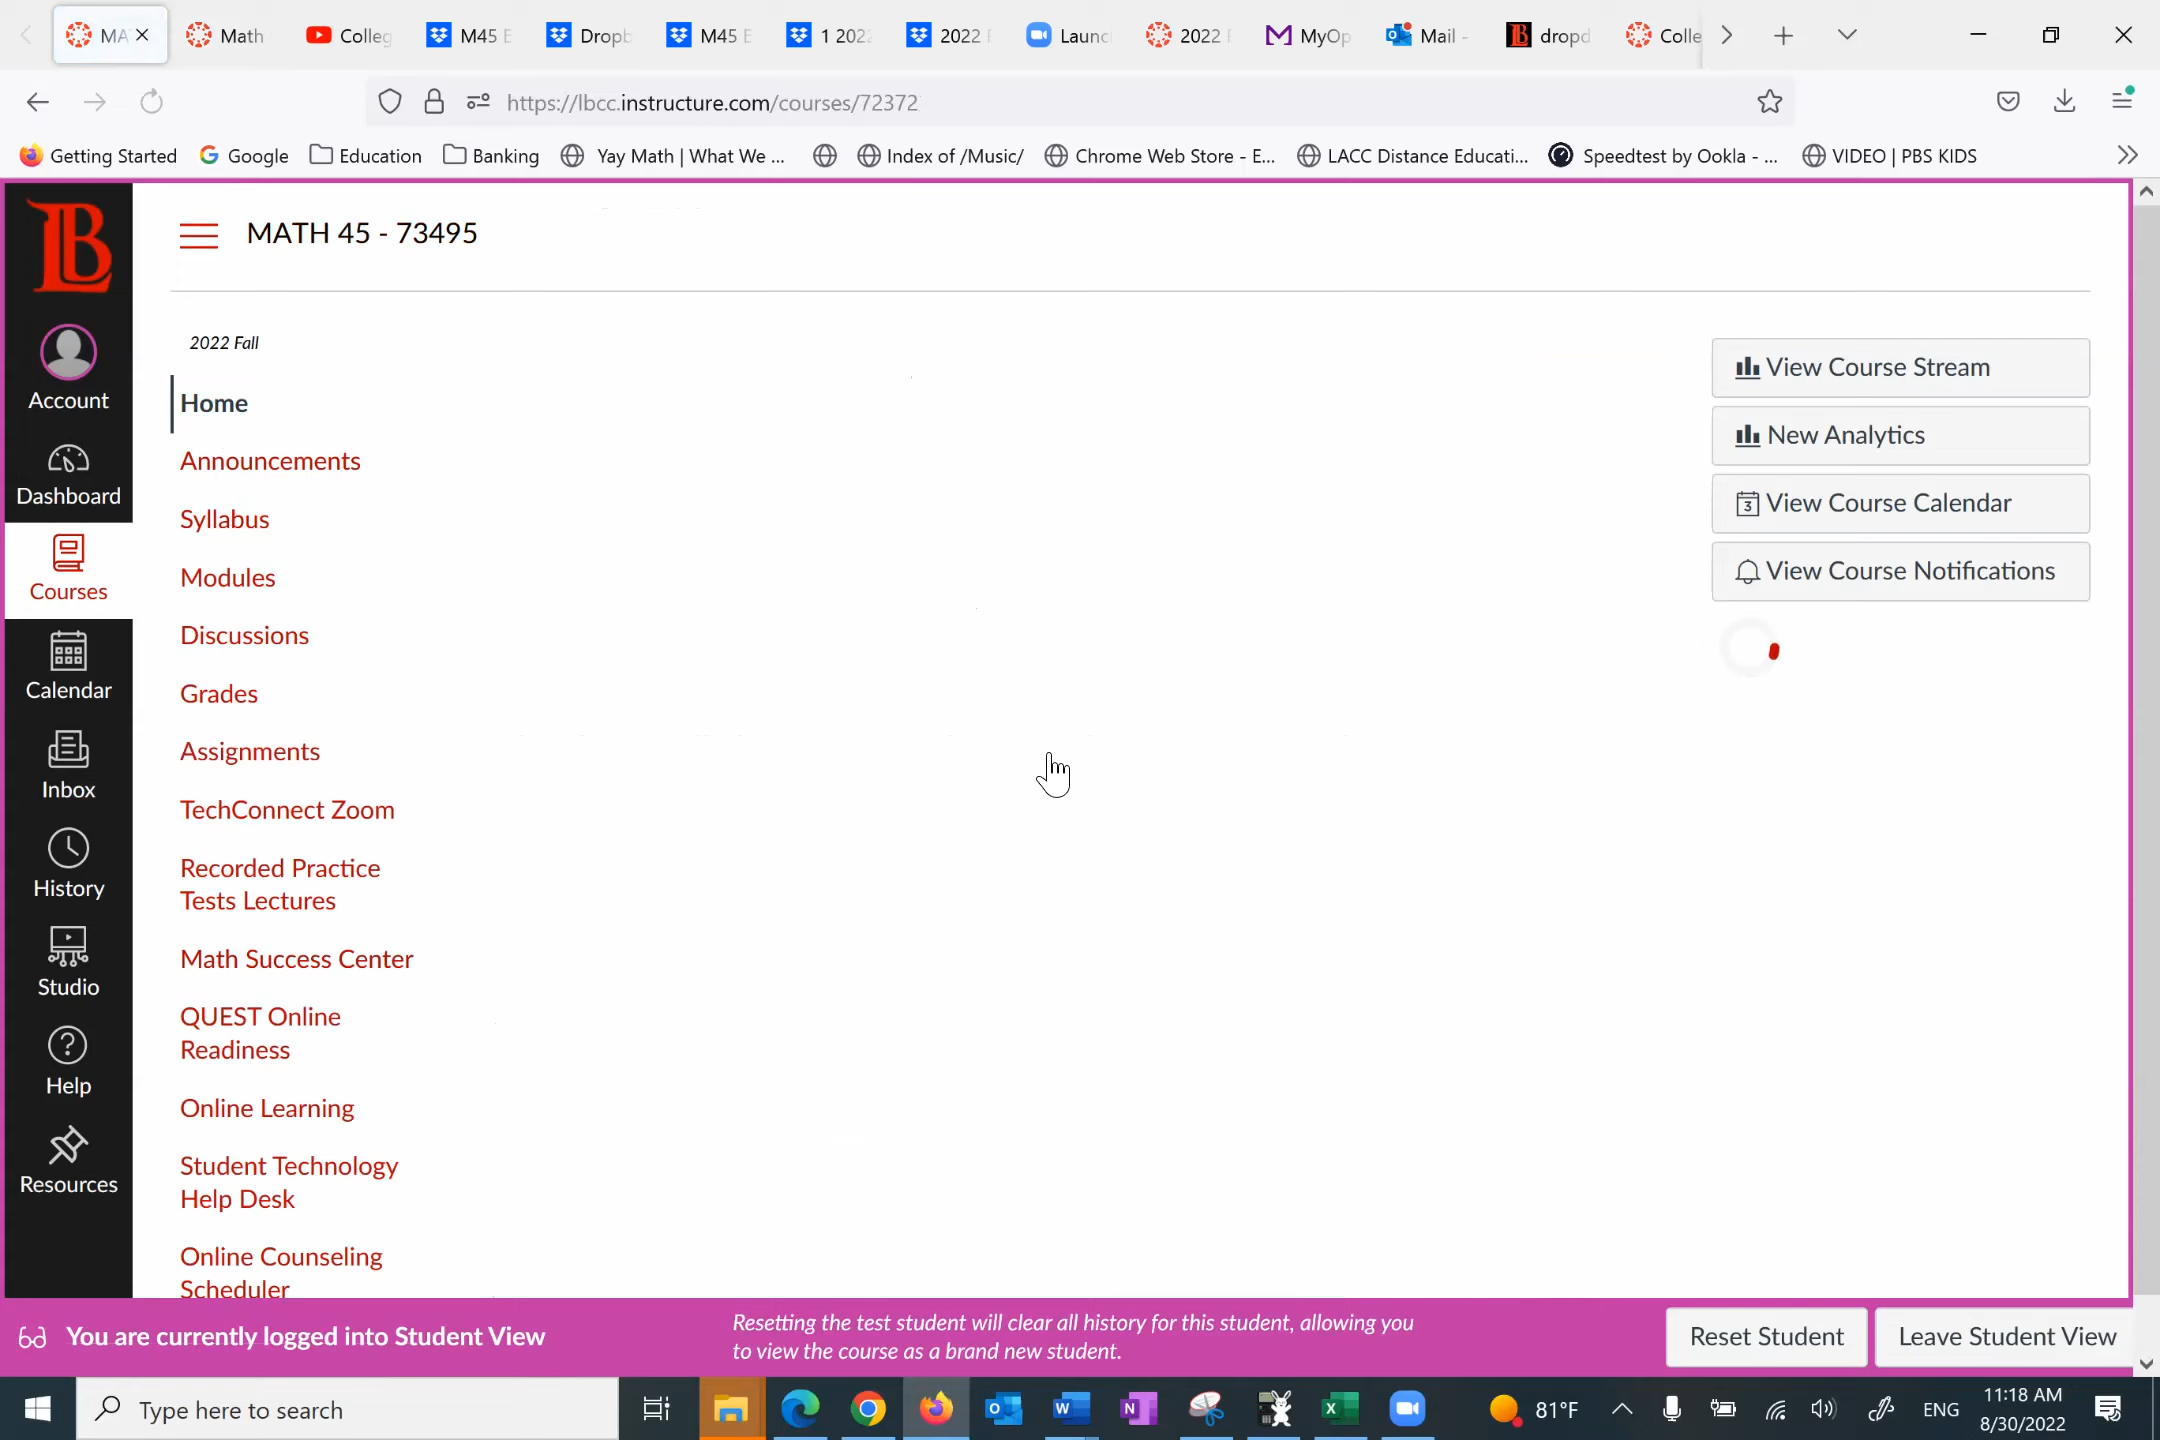 MA
Math
Colleg
M45 E
Dropb
M45 E
1 2022
2022 F
Launc
2022 F
MyOp
Mail -
dropd
Colle
https://lbcc.instructure.com/courses/72372
Getting Started
Google
Education
Banking
Yay Math | What We ...
Index of /Music/
Chrome Web Store - E...
LACC Distance Educati...
Speedtest by Ookla - ...
VIDEO | PBS KIDS
LB
Account
Dashboard
Courses
Calendar
Inbox
History
Studio
Help
Resources
MATH 45 - 73495
2022 Fall
Home
Announcements
Syllabus
Modules
Discussions
Grades
Assignments
TechConnect Zoom
Recorded Practice
Tests Lectures
Math Success Center
QUEST Online
Readiness
Online Learning
Student Technology
Help Desk
Online Counseling
Scheduler
View Course Stream
New Analytics
3 View Course Calendar
View Course Notifications
You are currently logged into Student View
Resetting the test student will clear all history for this student, allowing you
to view the course as a brand new student.
Reset Student
Leave Student View
Type here to search
81°F
ENG
11:18 AM
8/30/2022